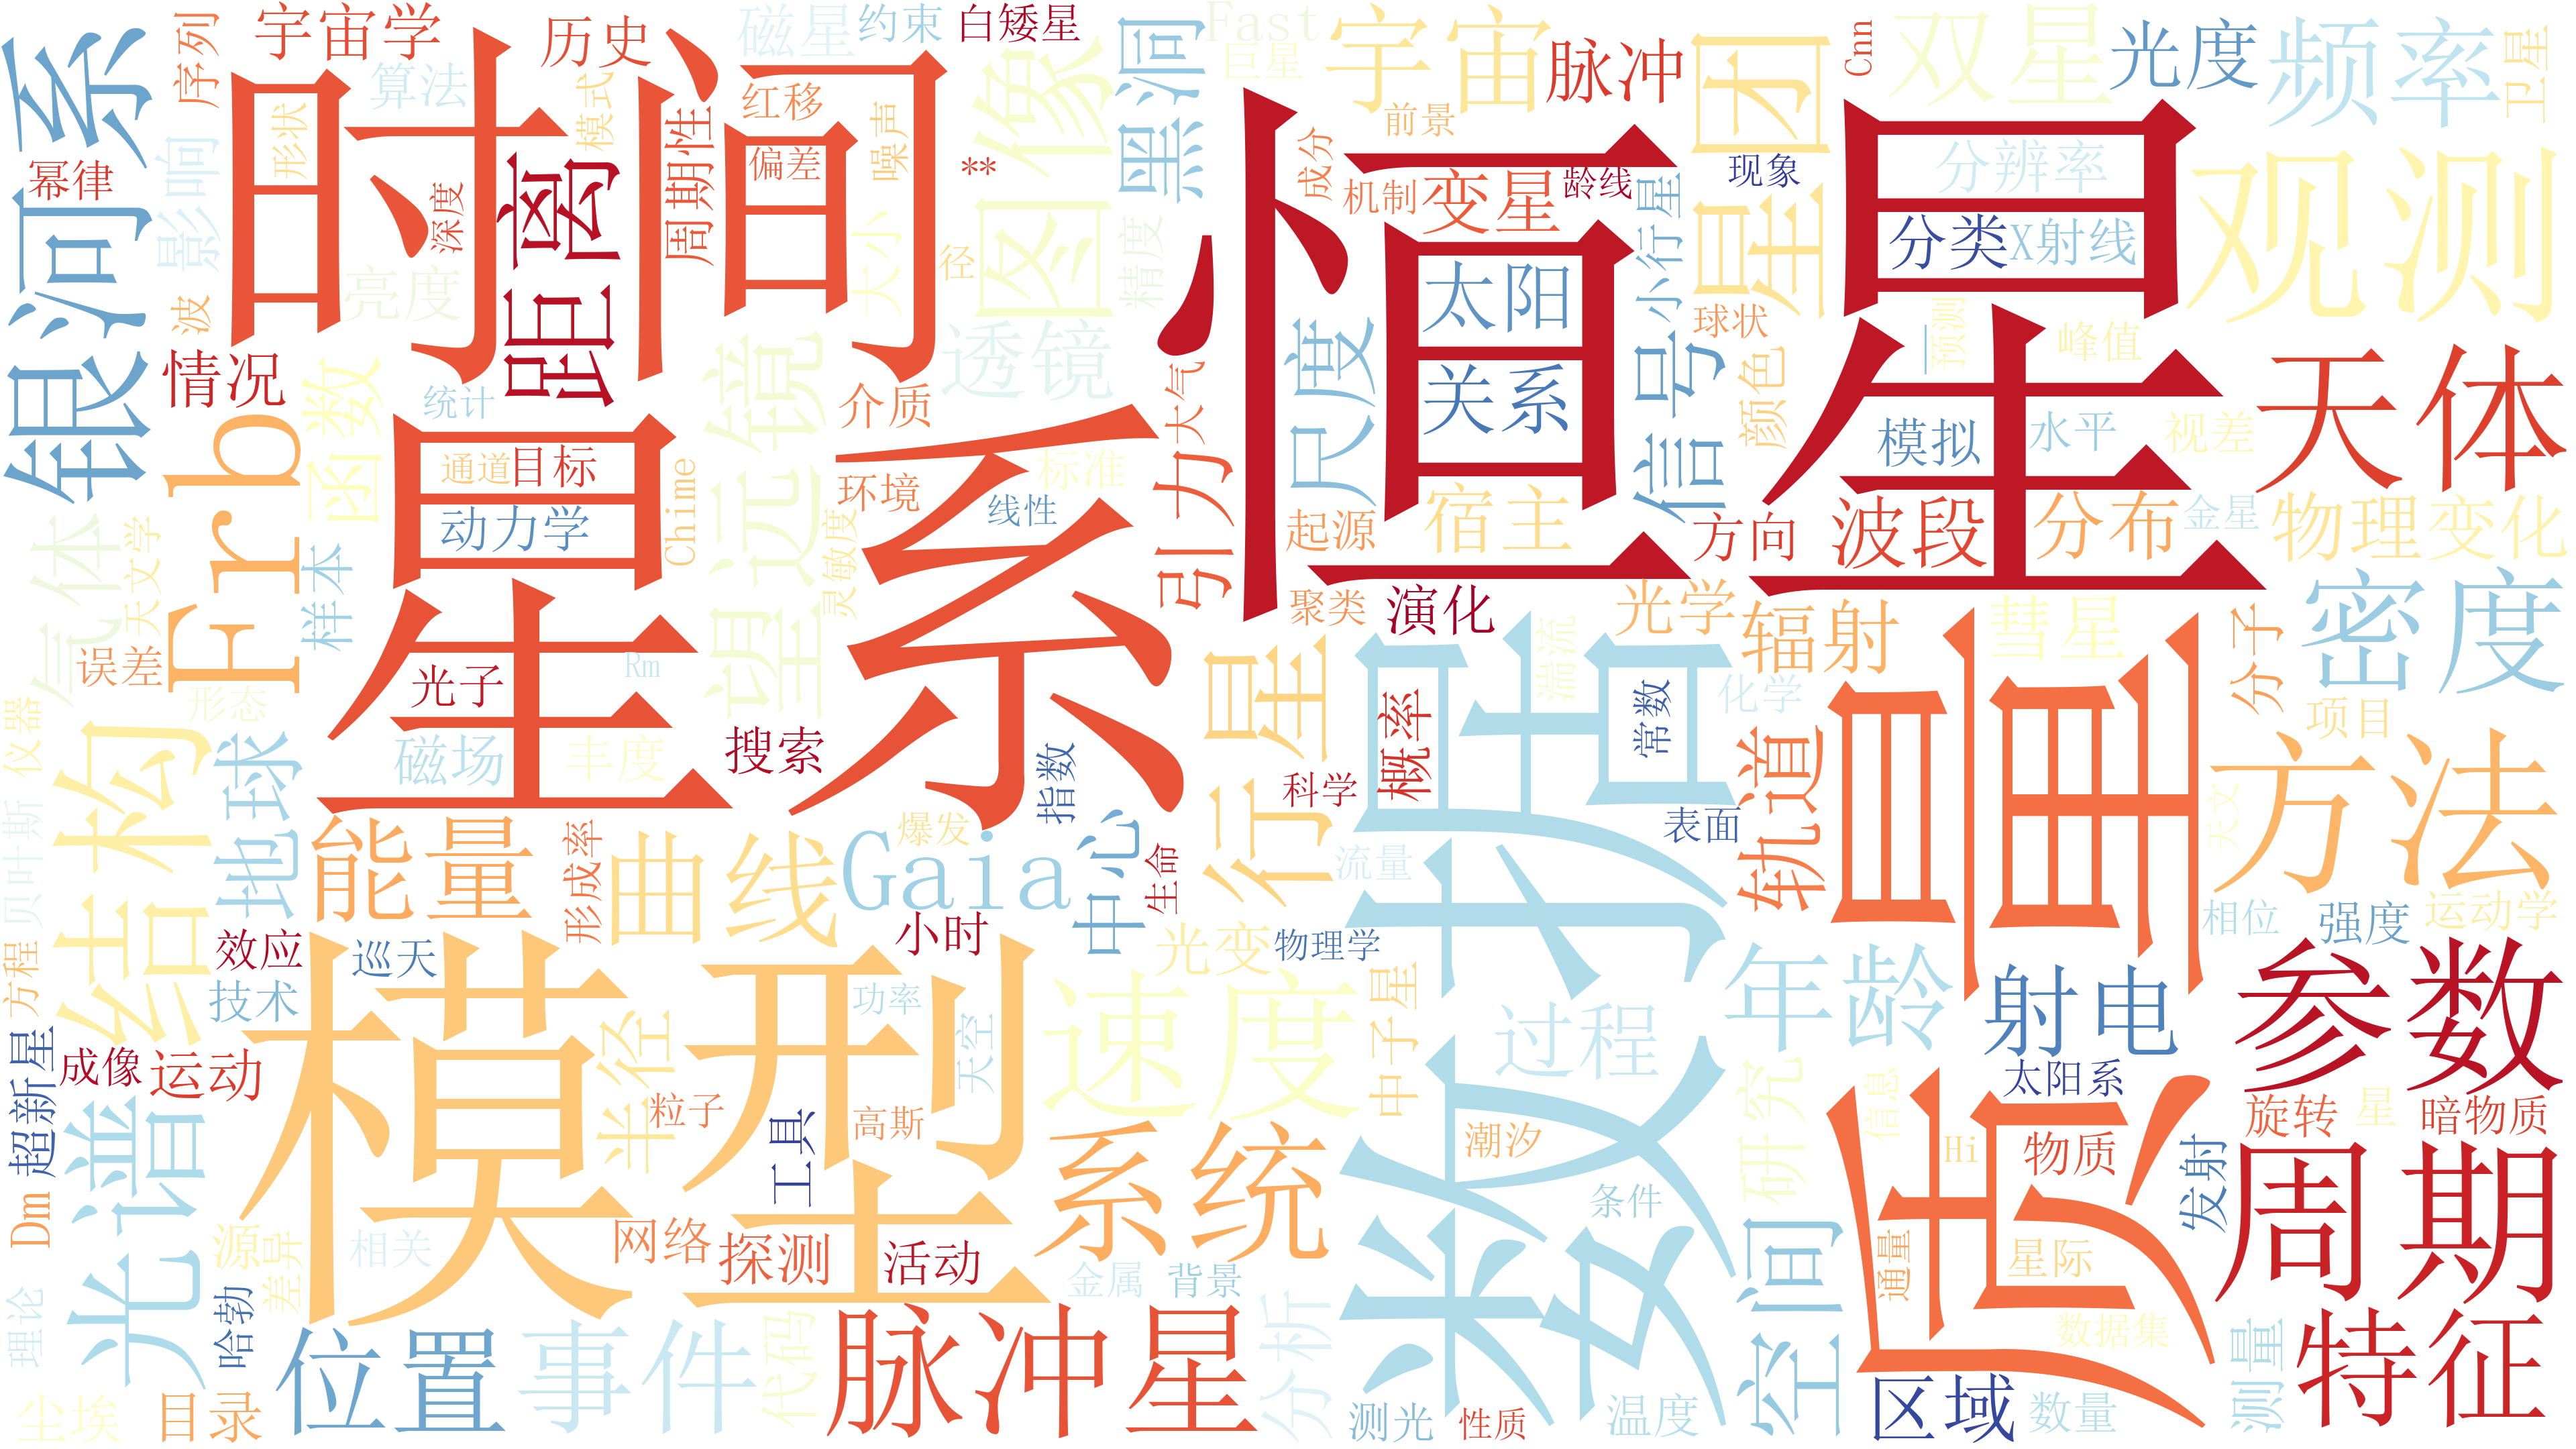 银河系
时间
恒星
星系
数据
质量
模型
宇宙学
历史
磁星
约束
白矮星
黑洞
Fast
巨星
宇宙
脉冲
星团
Cnn
双星
光度
频率
卫星
序列
算法
模式
红移
噪声
图像
前景
成分
现象
分辨率
观测
幂律
影响
形状
深度
距离
周期性
偏差
**
大小
径
精度
机制
变星
龄线
小行星
分类
X射线
波
亮度
情况
函数
统计
望远镜
介质
透镜
大气
引力
尺度
太阳
关系
信号
球状
颜色
预测
峰值
天体
Frb
通道
目标
动力学
Chime
环境
灵敏度
标准
线性
起源
宿主
方向
模拟
水平
视差
波段
分布
金星
物理
变化
气体
天文学
样本
误差
形态
光子
Rm
磁场
丰度
搜索
聚类
演化
光学
湍流
辐射
彗星
分子
密度
仪器
结构
地球
行星
概率
常数
化学
项目
方法
贝叶斯
能量
形成率
曲线
爆发
Gaia
指数
中心
生命
科学
流量
表面
轨道
天文
方程
效应
巡天
技术
小时
光变
物理学
相位
强度
运动学
超新星
成像
运动
半径
粒子
功率
高斯
天空
速度
中子星
过程
年龄
射电
参数
光谱
工具
系统
潮汐
研究
太阳系
信息
Hi
物质
旋转
星
暗物质
Dm
源
差异
相关
网络
探测
活动
金属
背景
条件
空间
通量
星际
发射
周期
理论
哈勃
位置
事件
代码
脉冲星
分析
测光
性质
温度
区域
数量
数据集
测量
特征
尘埃
目录